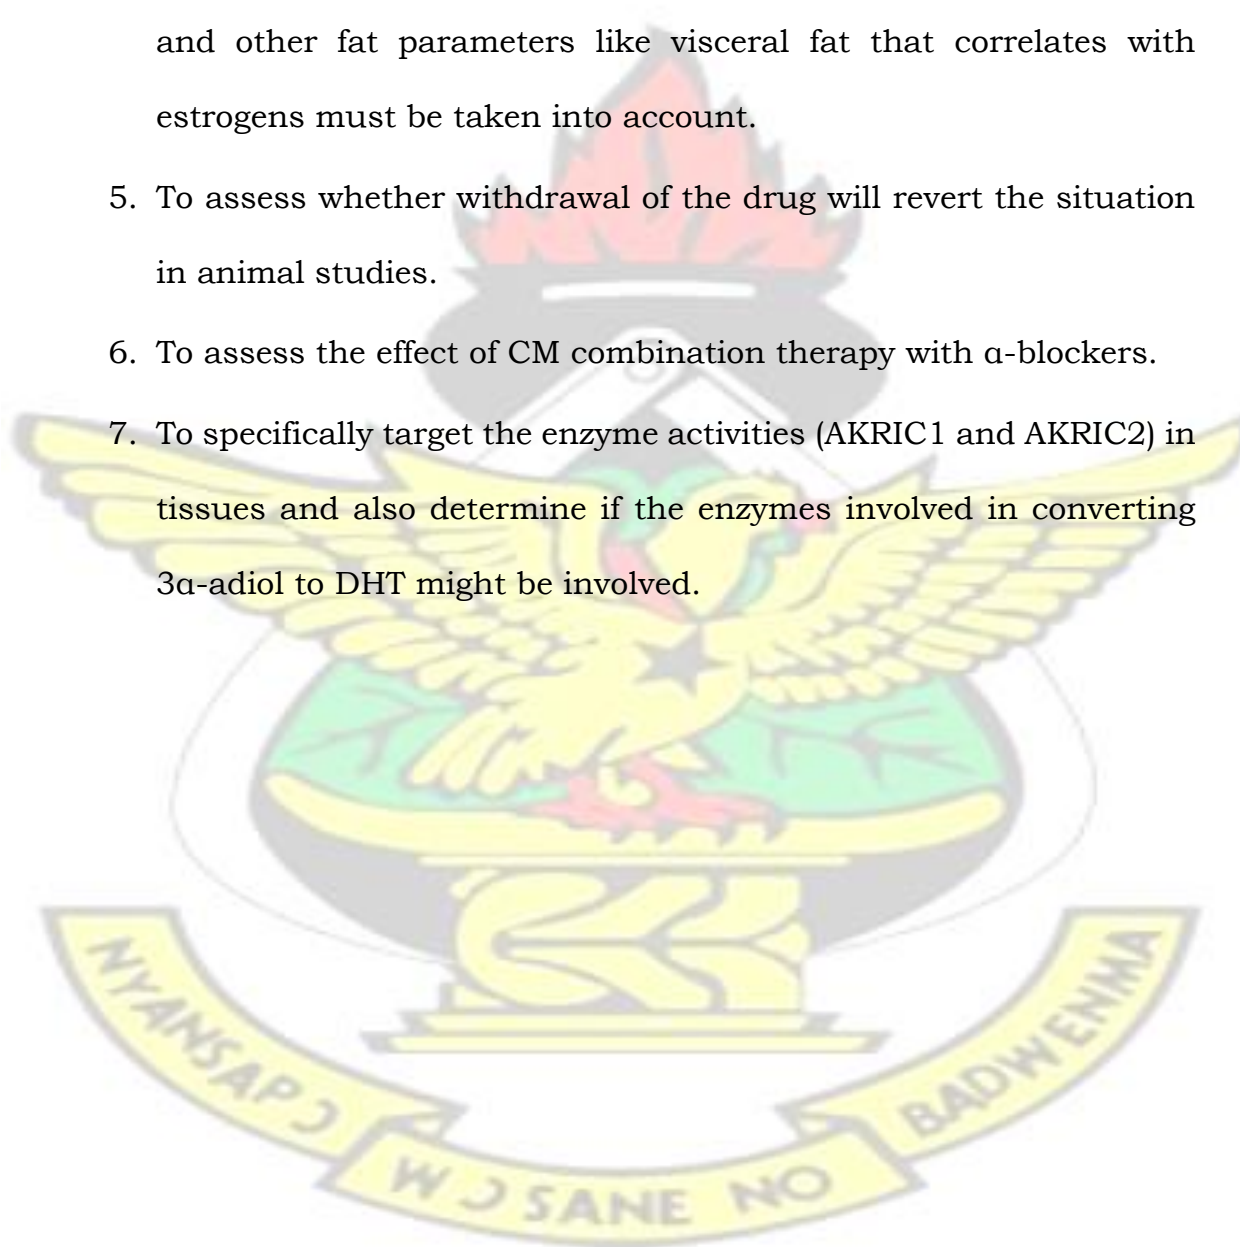 and other fat parameters like visceral fat that correlates with
estrogens must be taken into account.
5. To assess whether withdrawal of the drug will revert the situation
in animal studies.
6. To assess the effect of CM combination therapy with α-blockers.
7. To specifically target the enzyme activities (AKRIC1 and AKRIC2) in
tissues and also determine if the enzymes involved in converting
3α-adiol to DHT might be involved.
NYANSAPƆ
WƆSANE NO
BADWENMA